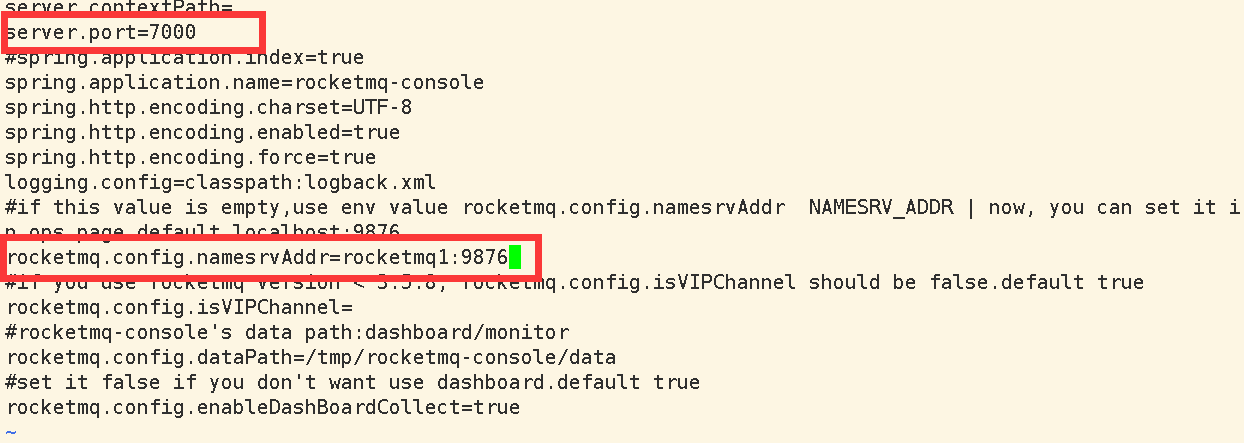 server.contextPath=
server.port=7000
#spring.application.index=true
spring.application.name=rocketmq-console
spring.http.encoding.charset=UTF-8
spring.http.encoding.enabled=true
spring.http.encoding.force=true
logging.config=classpath:logback.xml
#if this value is empty,use env value rocketmq.config.namesrvAddr  NAMESRV_ADDR | now, you can set it i
n ops page.default localhost:9876
rocketmq.config.namesrvAddr=rocketmq1:9876
#if you use rocketmq version < 3.5.8, rocketmq.config.isVIPChannel should be false.default true
rocketmq.config.isVIPChannel=
#rocketmq-console's data path:dashboard/monitor
rocketmq.config.dataPath=/tmp/rocketmq-console/data
#set it false if you don't want use dashboard.default true
rocketmq.config.enableDashBoardCollect=true
~